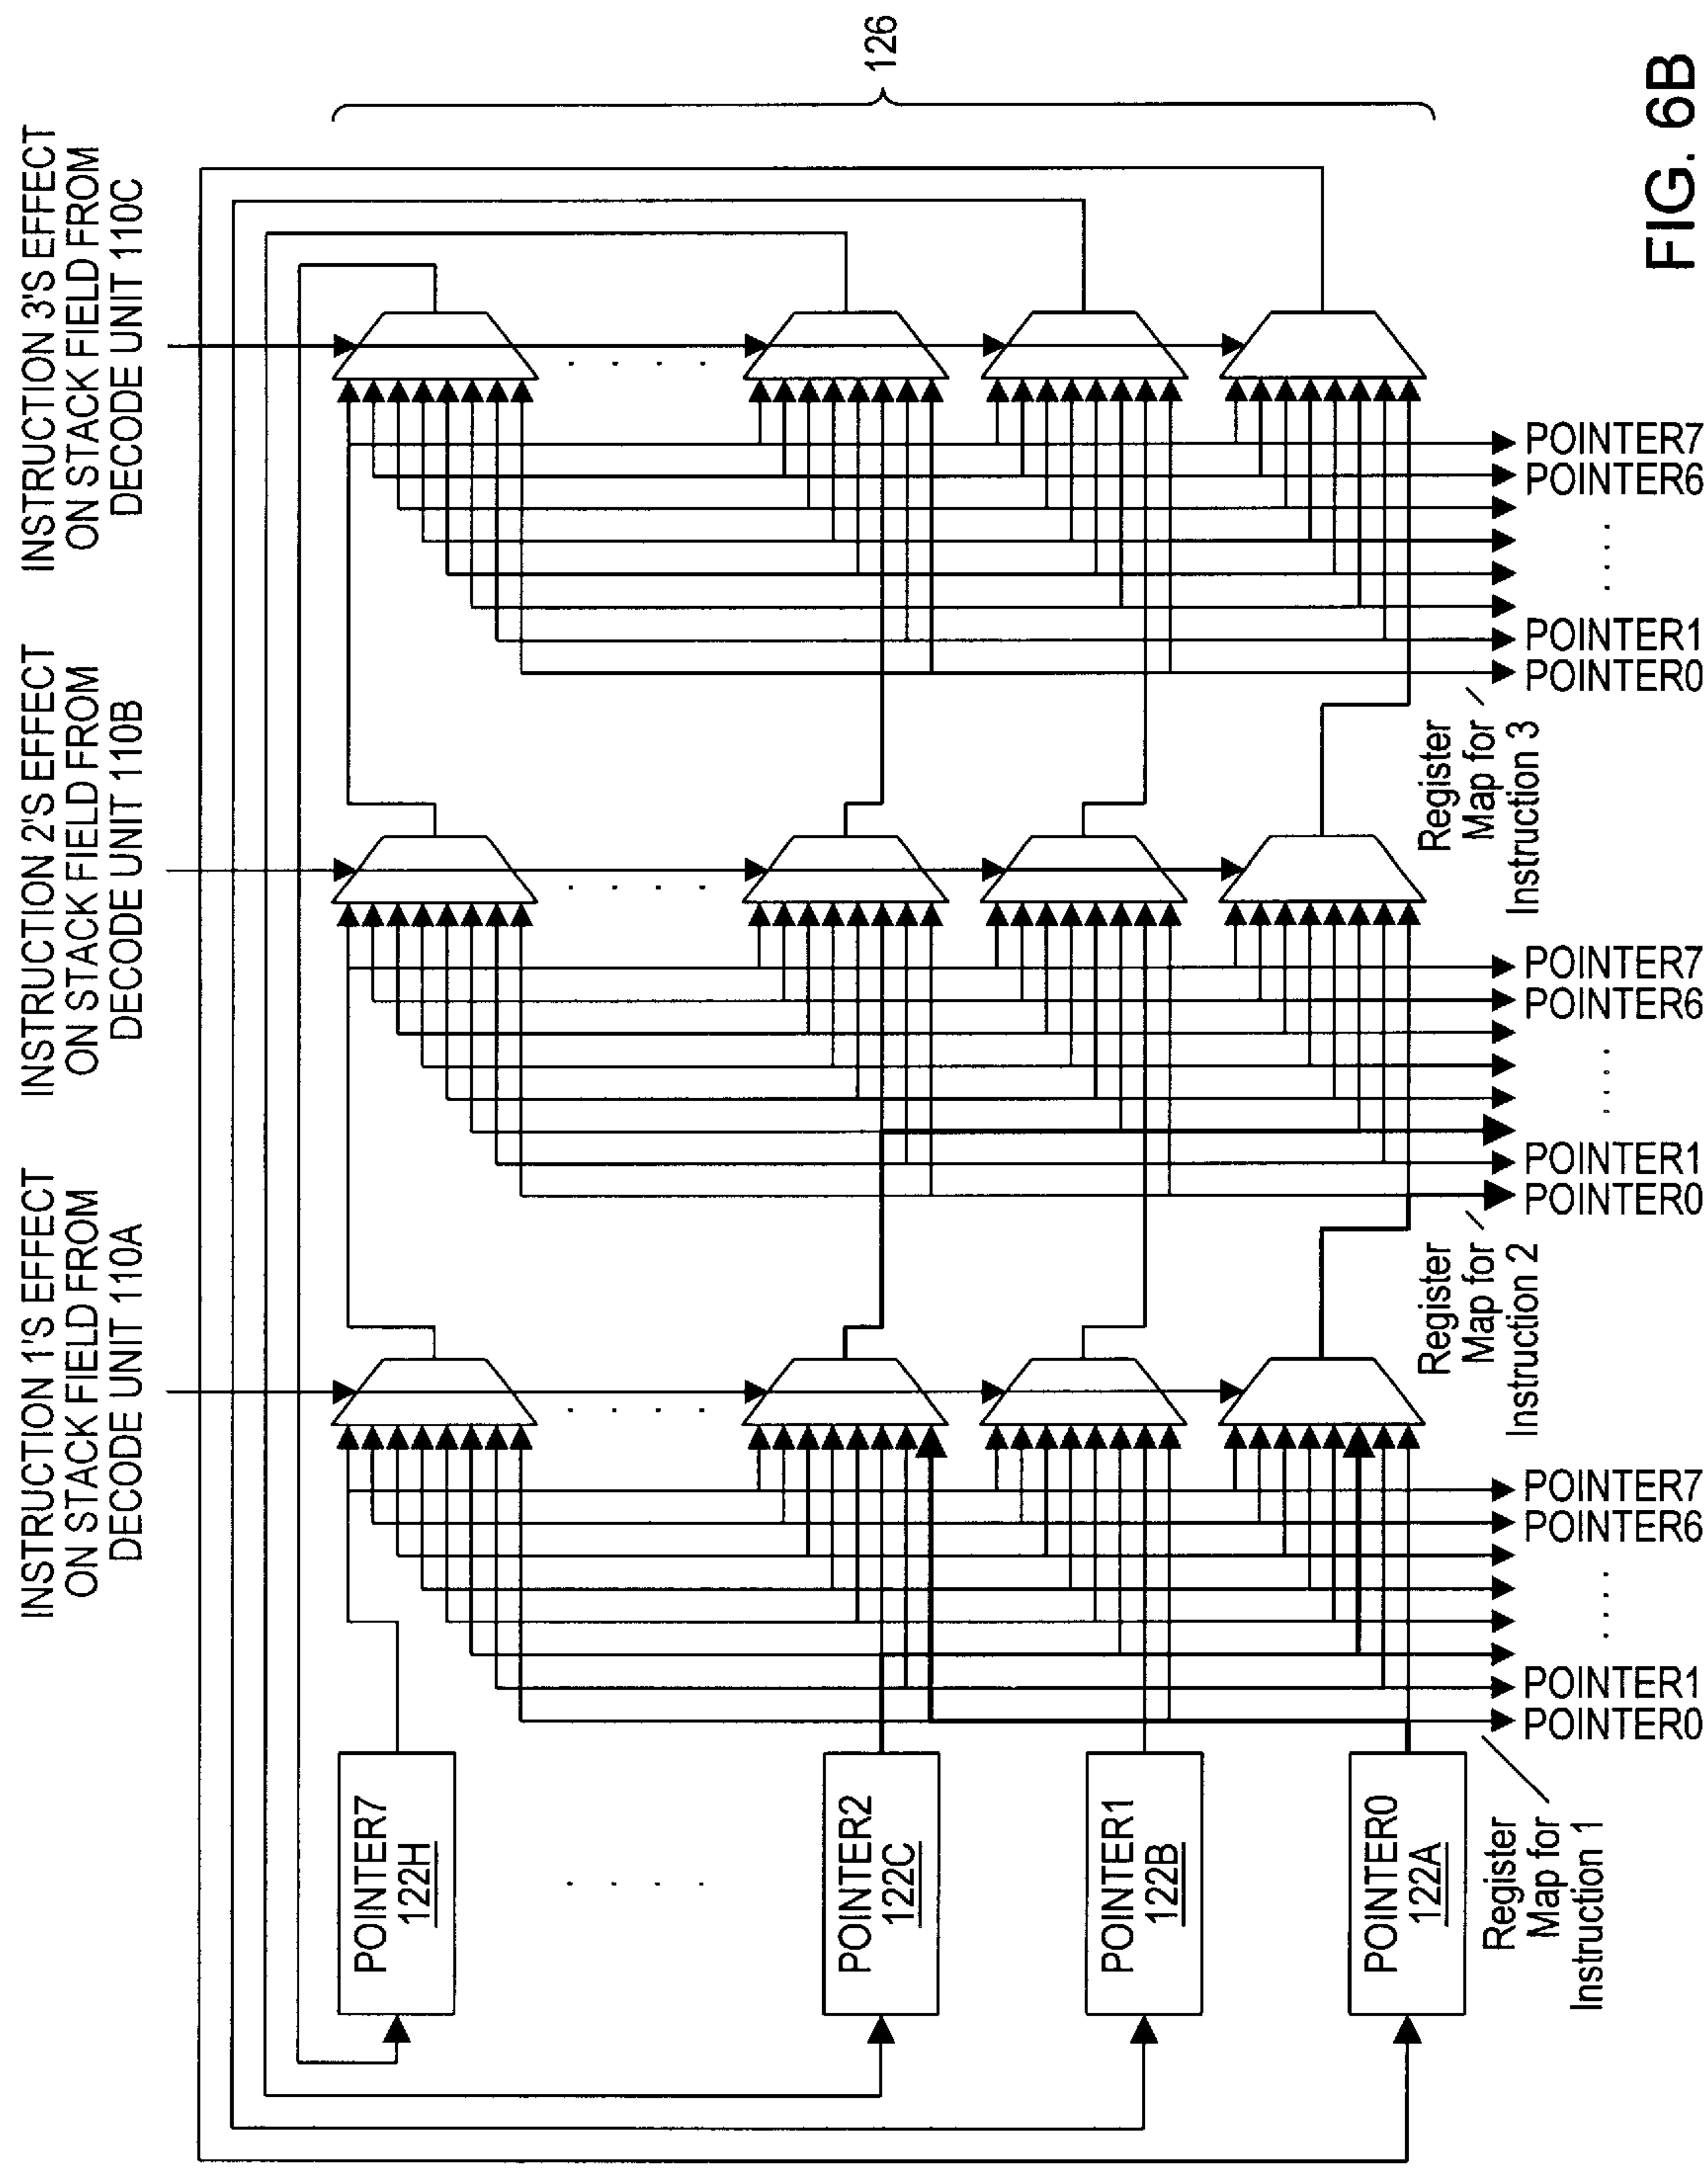 INSTRUCTION 1'S EFFECT
ON STACK FIELD FROM
DECODE UNIT 110A
INSTRUCTION 2'S EFFECT
ON STACK FIELD FROM
DECODE UNIT 110B
INSTRUCTION 3'S EFFECT
ON STACK FIELD FROM
DECODE UNIT 110C
126
POINTER7
122H
POINTER2
122C
POINTER1
122B
POINTER0
122A
. . . .
. . . .
. . . .
. . . .
Register
Map for
Instruction 1
POINTER0
POINTER1
. . . .
POINTER6
POINTER7
Register
Map for
Instruction 2
POINTER0
POINTER1
. . . .
POINTER6
POINTER7
Register
Map for
Instruction 3
POINTER0
POINTER1
. . . .
POINTER6
POINTER7
FIG. 6B